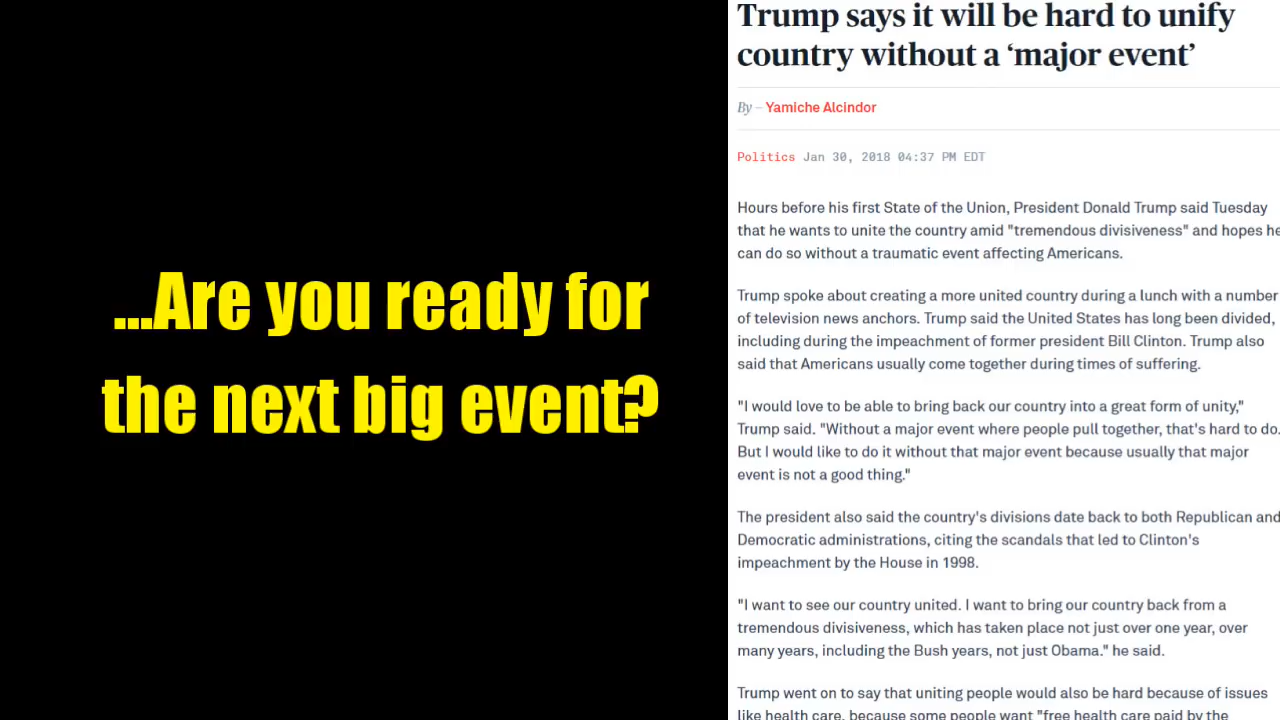 ...Are you ready for
the next big event?
Trump says it will be hard to unify
country without a ‘major event’
By – Yamiche Alcindor
Politics Jan 30, 2018 04:37 PM EDT
Hours before his first State of the Union, President Donald Trump said Tuesday
that he wants to unite the country amid "tremendous divisiveness" and hopes he
can do so without a traumatic event affecting Americans.
Trump spoke about creating a more united country during a lunch with a number
of television news anchors. Trump said the United States has long been divided,
including during the impeachment of former president Bill Clinton. Trump also
said that Americans usually come together during times of suffering.
"I would love to be able to bring back our country into a great form of unity,"
Trump said. "Without a major event where people pull together, that's hard to do.
But I would like to do it without that major event because usually that major
event is not a good thing."
The president also said the country's divisions date back to both Republican and
Democratic administrations, citing the scandals that led to Clinton's
impeachment by the House in 1998.
"I want to see our country united. I want to bring our country back from a
tremendous divisiveness, which has taken place not just over one year, over
many years, including the Bush years, not just Obama." he said.
Trump went on to say that uniting people would also be hard because of issues
like health care, because some people want "free health care paid by the